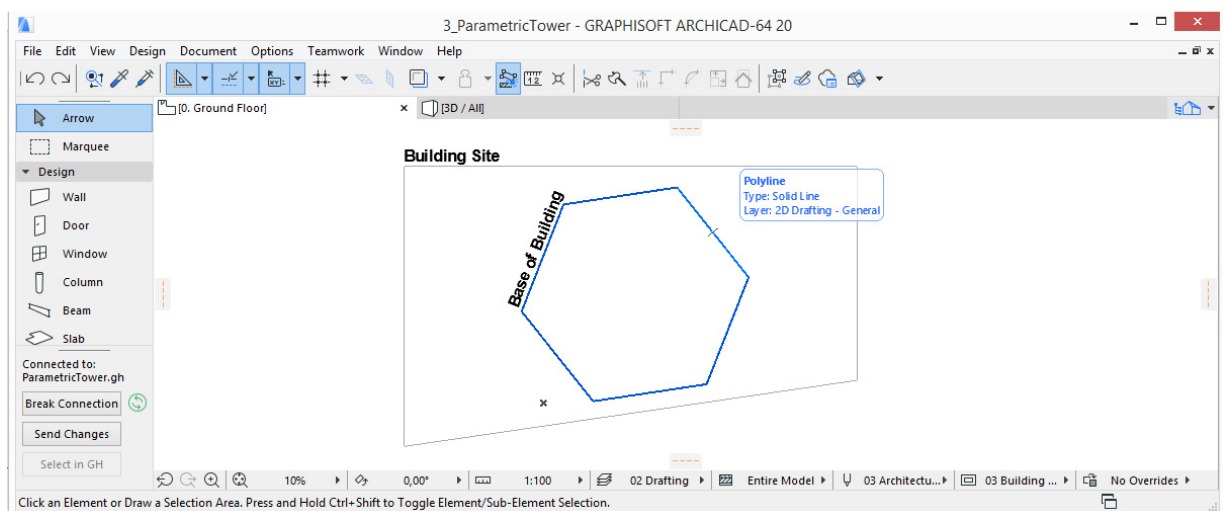 3_ParametricTower - GRAPHISOFT ARCHICAD-64 20
File Edit View Design Document Options Teamwork Window Help
[0. Ground Floor] [3D / All]
Arrow
Marquee
Design
Wall
Door
Window
Column
Beam
Slab
Building Site
Base of Building
Polyline
Type: Solid Line
Layer: 2D Drafting - General
Connected to:
ParametricTower.gh
Break Connection
Send Changes
Select in GH
10% 0,00° 1:100 02 Drafting Entire Model 03 Architectu... 03 Building ... No Overrides
Click an Element or Draw a Selection Area. Press and Hold Ctrl+Shift to Toggle Element/Sub-Element Selection.